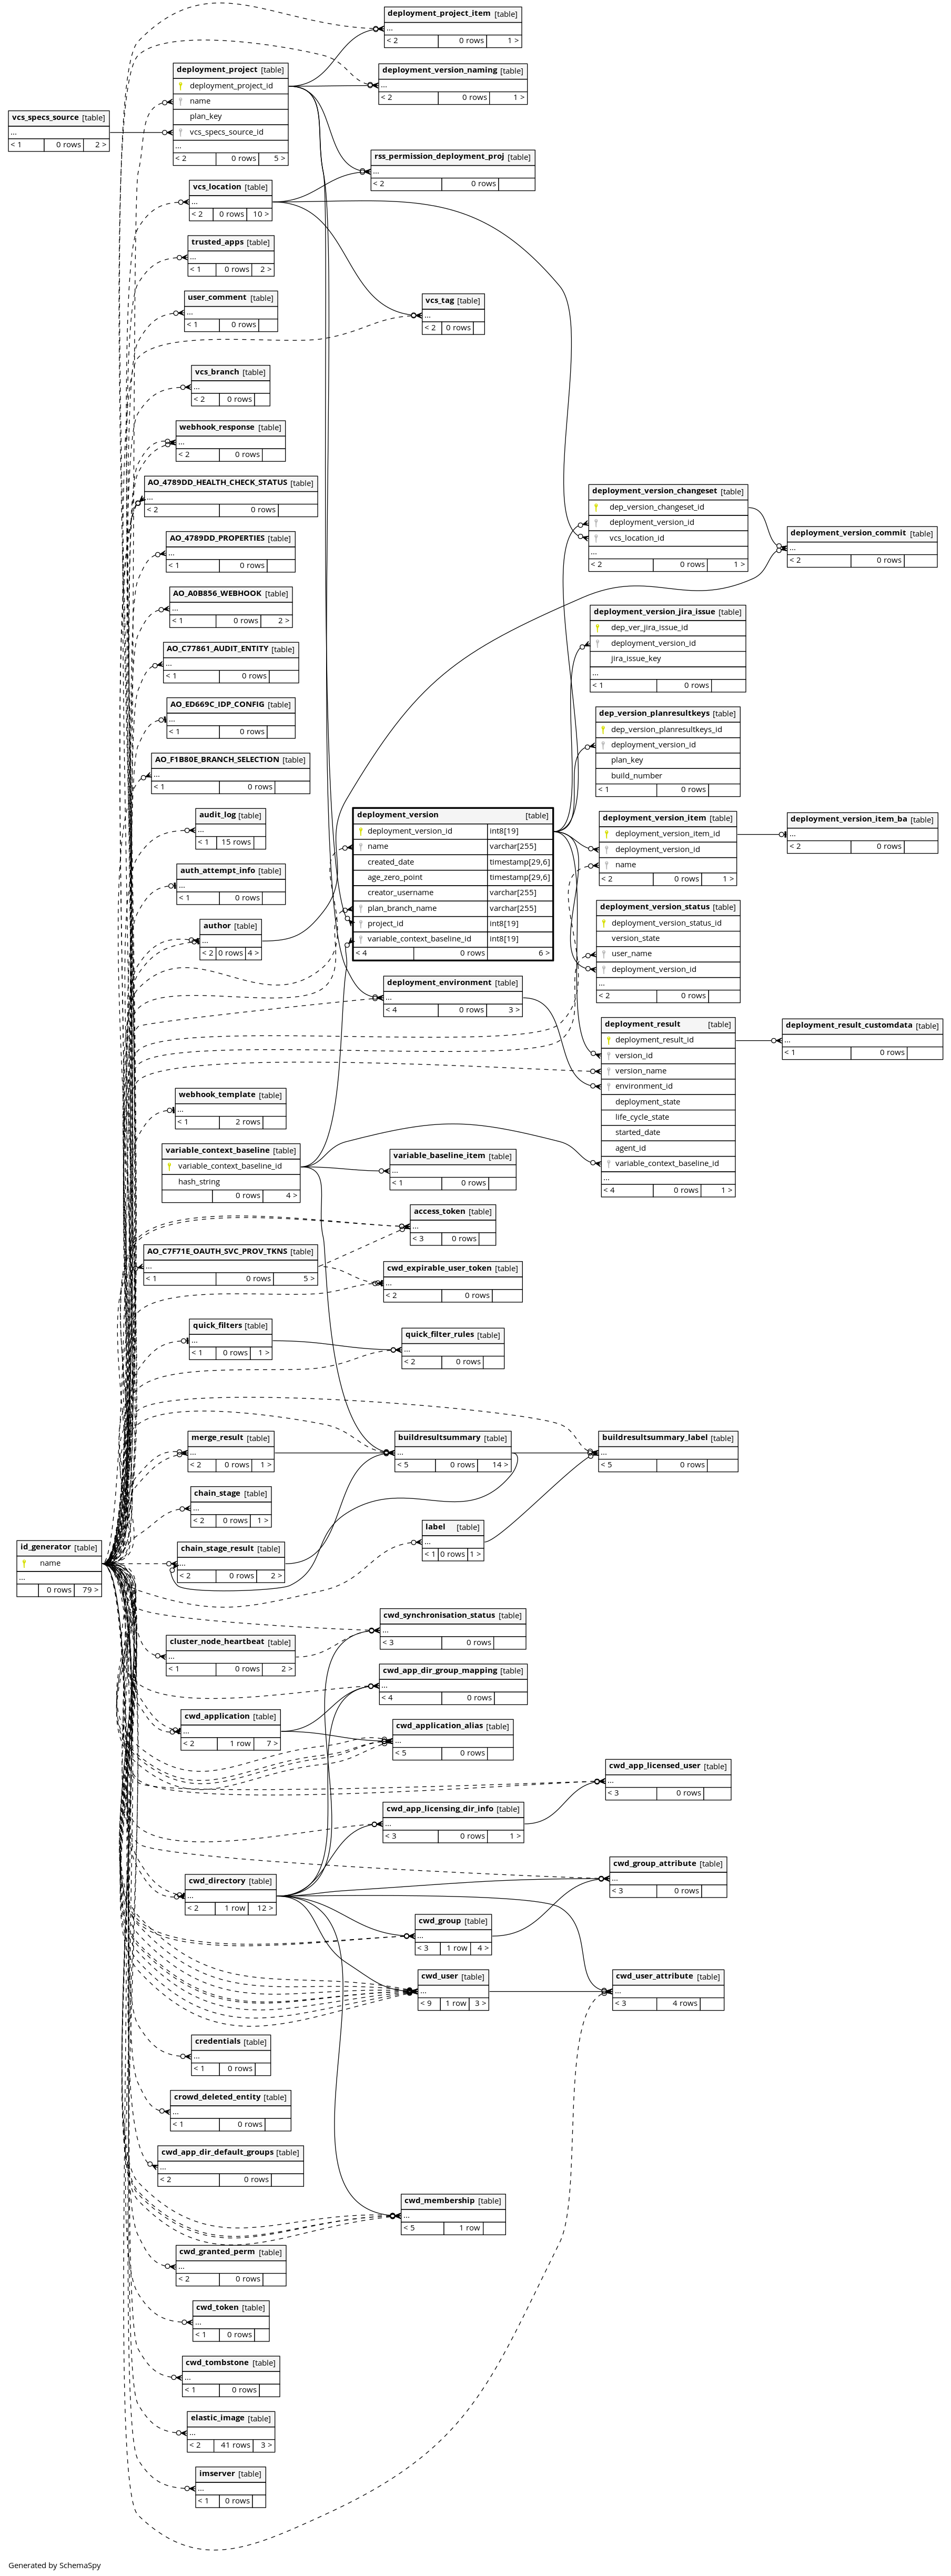 deployment_project_item [table]
...
< 2 0 rows 1 >
deployment_project [table]
deployment_project_id
name
plan_key
vcs_specs_source_id
...
< 2 0 rows 5 >
deployment_version_naming [table]
...
< 2 0 rows 1 >
vcs_specs_source [table]
...
< 1 0 rows 2 >
rss_permission_deployment_proj [table]
...
< 2 0 rows
vcs_location [table]
...
< 2 0 rows 10 >
trusted_apps [table]
...
< 1 0 rows 2 >
user_comment [table]
...
< 1 0 rows
vcs_tag [table]
...
< 2 0 rows
vcs_branch [table]
...
< 2 0 rows
webhook_response [table]
...
< 2 0 rows
AO_4789DD_HEALTH_CHECK_STATUS [table]
...
< 2 0 rows
deployment_version_changeset [table]
dep_version_changeset_id
deployment_version_id
vcs_location_id
...
< 2 0 rows 1 >
deployment_version_commit [table]
...
< 2 0 rows
AO_4789DD_PROPERTIES [table]
...
< 1 0 rows
AO_A0B856_WEBHOOK [table]
...
< 1 0 rows 2 >
deployment_version_jira_issue [table]
dep_ver_jira_issue_id
deployment_version_id
jira_issue_key
...
< 1 0 rows
AO_C77861_AUDIT_ENTITY [table]
...
< 1 0 rows
AO_ED669C_IDP_CONFIG [table]
...
< 1 0 rows
dep_version_planresultkeys [table]
dep_version_planresultkeys_id
deployment_version_id
plan_key
build_number
< 1 0 rows
AO_F1B80E_BRANCH_SELECTION [table]
...
< 1 0 rows
audit_log [table]
...
< 1 15 rows
deployment_version [table]
deployment_version_id int8[19]
name varchar[255]
created_date timestamp[29,6]
age_zero_point timestamp[29,6]
creator_username varchar[255]
plan_branch_name varchar[255]
project_id int8[19]
variable_context_baseline_id int8[19]
< 4 0 rows 6 >
deployment_version_item [table]
deployment_version_item_id
deployment_version_id
name
< 2 0 rows 1 >
deployment_version_item_ba [table]
...
< 2 0 rows
auth_attempt_info [table]
...
< 1 0 rows
deployment_version_status [table]
deployment_version_status_id
version_state
user_name
deployment_version_id
...
< 2 0 rows
author [table]
...
< 2 0 rows 4 >
deployment_environment [table]
...
< 4 0 rows 3 >
deployment_result [table]
deployment_result_id
version_id
version_name
environment_id
deployment_state
life_cycle_state
started_date
agent_id
variable_context_baseline_id
...
< 4 0 rows 1 >
deployment_result_customdata [table]
...
< 1 0 rows
webhook_template [table]
...
< 1 2 rows
variable_context_baseline [table]
variable_context_baseline_id
hash_string
0 rows 4 >
variable_baseline_item [table]
...
< 1 0 rows
access_token [table]
...
< 3 0 rows
AO_C7F71E_OAUTH_SVC_PROV_TKNS [table]
...
< 1 0 rows 5 >
cwd_expirable_user_token [table]
...
< 2 0 rows
quick_filters [table]
...
< 1 0 rows 1 >
quick_filter_rules [table]
...
< 2 0 rows
merge_result [table]
...
< 2 0 rows 1 >
buildresultsummary [table]
...
< 5 0 rows 14 >
buildresultsummary_label [table]
...
< 5 0 rows
chain_stage [table]
...
< 2 0 rows 1 >
label [table]
...
< 1 0 rows 1 >
id_generator [table]
name
...
0 rows 79 >
chain_stage_result [table]
...
< 2 0 rows 2 >
cwd_synchronisation_status [table]
...
< 3 0 rows
cluster_node_heartbeat [table]
...
< 1 0 rows 2 >
cwd_app_dir_group_mapping [table]
...
< 4 0 rows
cwd_application [table]
...
< 2 1 row 7 >
cwd_application_alias [table]
...
< 5 0 rows
cwd_app_licensed_user [table]
...
< 3 0 rows
cwd_app_licensing_dir_info [table]
...
< 3 0 rows 1 >
cwd_group_attribute [table]
...
< 3 0 rows
cwd_directory [table]
...
< 2 1 row 12 >
cwd_group [table]
...
< 3 1 row 4 >
cwd_user [table]
...
< 9 1 row 3 >
cwd_user_attribute [table]
...
< 3 4 rows
credentials [table]
...
< 1 0 rows
crowd_deleted_entity [table]
...
< 1 0 rows
cwd_app_dir_default_groups [table]
...
< 2 0 rows
cwd_membership [table]
...
< 5 1 row
cwd_granted_perm [table]
...
< 2 0 rows
cwd_token [table]
...
< 1 0 rows
cwd_tombstone [table]
...
< 1 0 rows
elastic_image [table]
...
< 2 41 rows 3 >
imserver [table]
...
< 1 0 rows
Generated by SchemaSpy